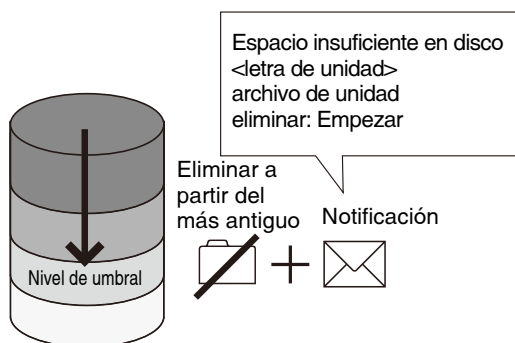 Espacio insuficiente en disco
<letra de unidad>
archivo de unidad
eliminar: Empezar
Eliminar a
partir del
más antiguo
Notificación
Nivel de umbral